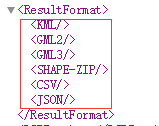 ▼<ResultFormat>
<KML/>
<GML2/>
<GML3/>
<SHAPE-ZIP/>
<CSV/>
<JSON/>
</ResultFormat>